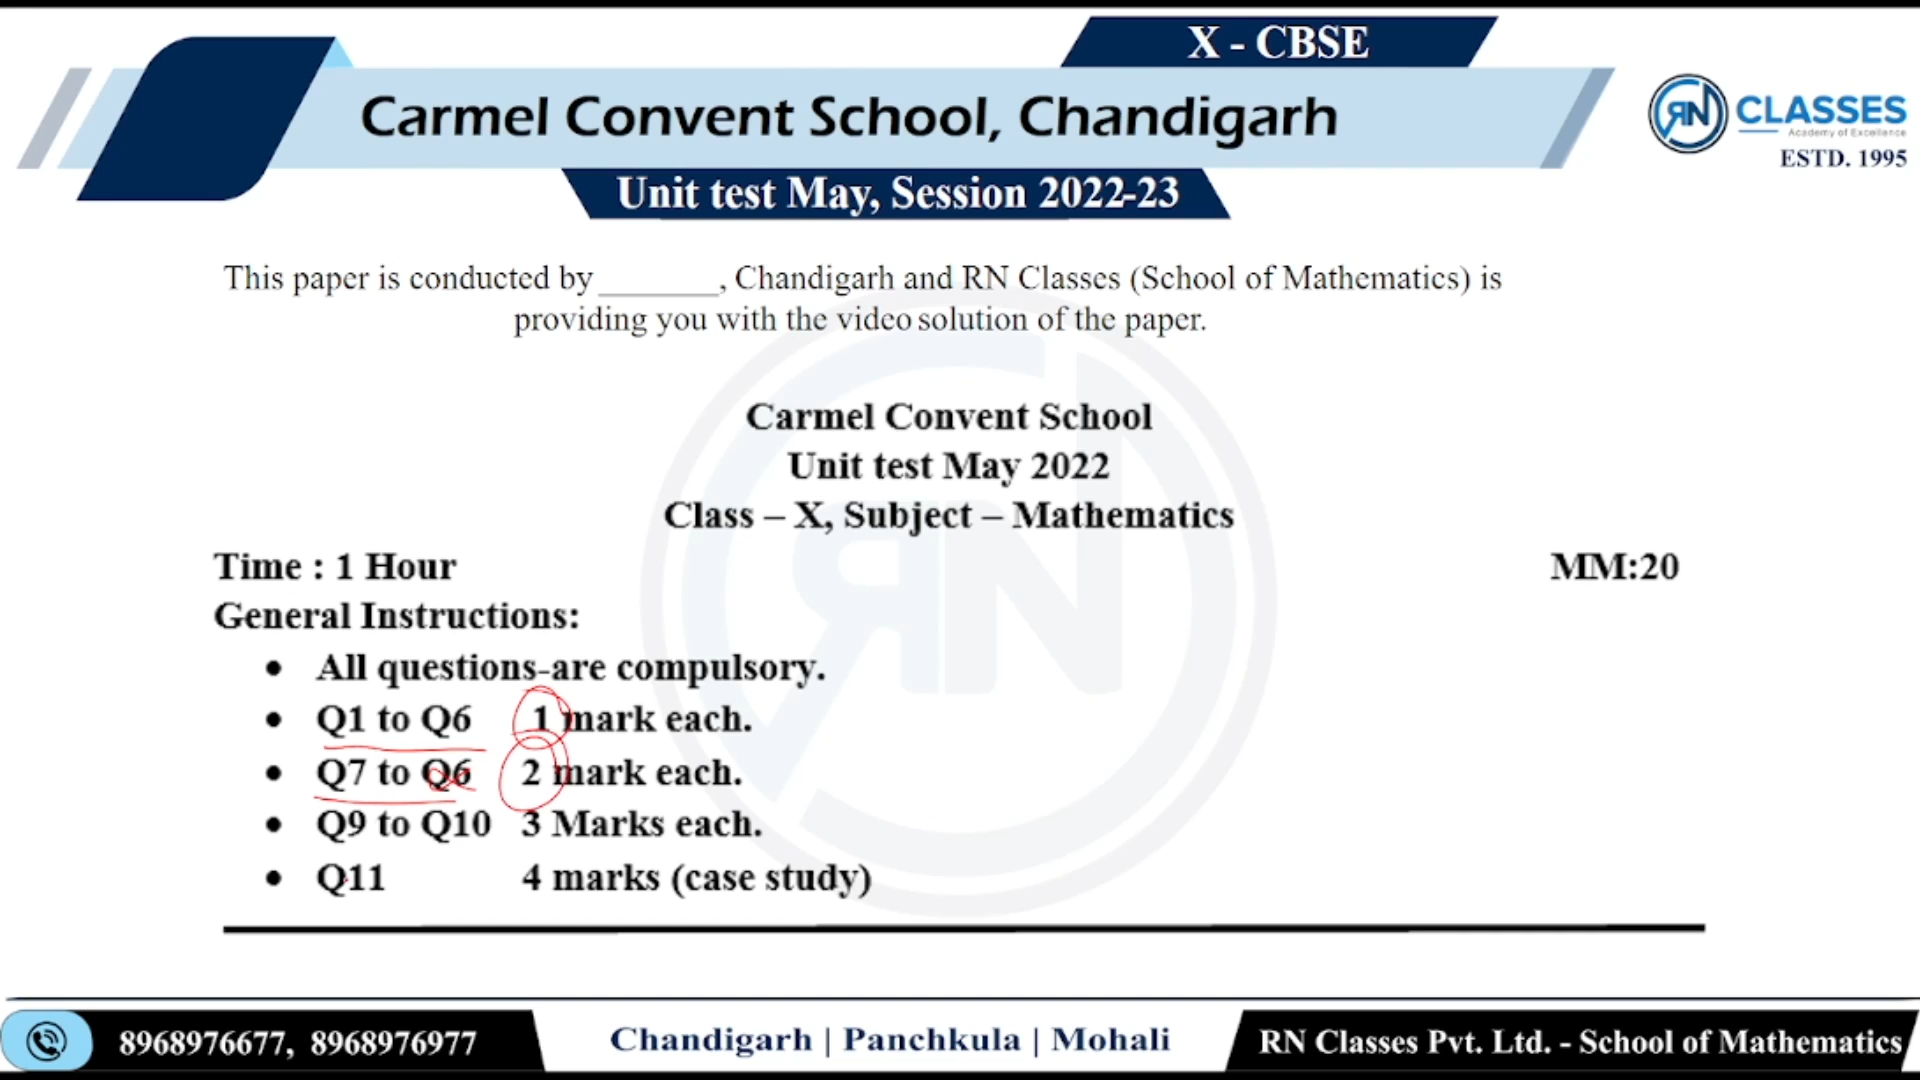 X - CBSE
Carmel Convent School, Chandigarh
RN CLASSES
Academy of Excellence
ESTD. 1995
Unit test May, Session 2022-23
This paper is conducted by _______, Chandigarh and RN Classes (School of Mathematics) is
providing you with the video solution of the paper.
Carmel Convent School
Unit test May 2022
Class – X, Subject – Mathematics
Time : 1 Hour MM:20
General Instructions:
• All questions-are compulsory.
• Q1 to Q6 1 mark each.
• Q7 to Q6 2 mark each.
• Q9 to Q10 3 Marks each.
• Q11 4 marks (case study)
8968976677, 8968976977
Chandigarh | Panchkula | Mohali
RN Classes Pvt. Ltd. - School of Mathematics